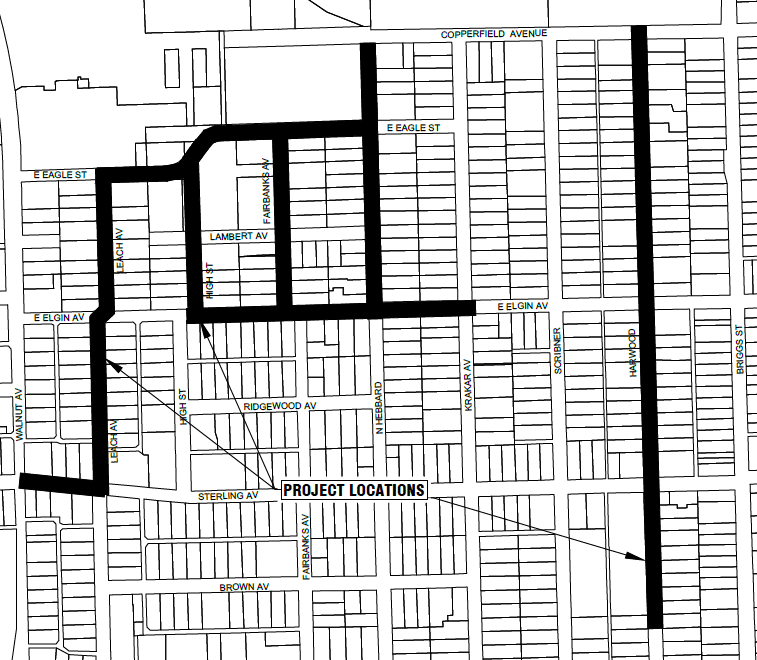 COPPERFIELD AVENUE
E EAGLE ST
E EAGLE ST
FAIRBANKS AV
LEACH AV
LAMBERT AV
HIGH ST
E ELGIN AV
E ELGIN AV
SCRIBNER
HARWOOD
BRIGGS ST
WALNUT AV
HIGH ST
KRAKAR AV
N HEBBARD
RIDGEWOOD AV
LEACH AV
PROJECT LOCATIONS
STERLING AV
FAIRBANKS AV
BROWN AV